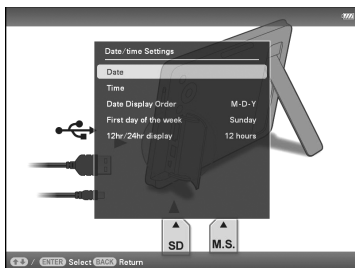 Date/time Settings
Date
Time
Date Display Order M-D-Y
First day of the week Sunday
12hr/24hr display 12 hours
SD M.S.
/ ENTER Select BACK Return